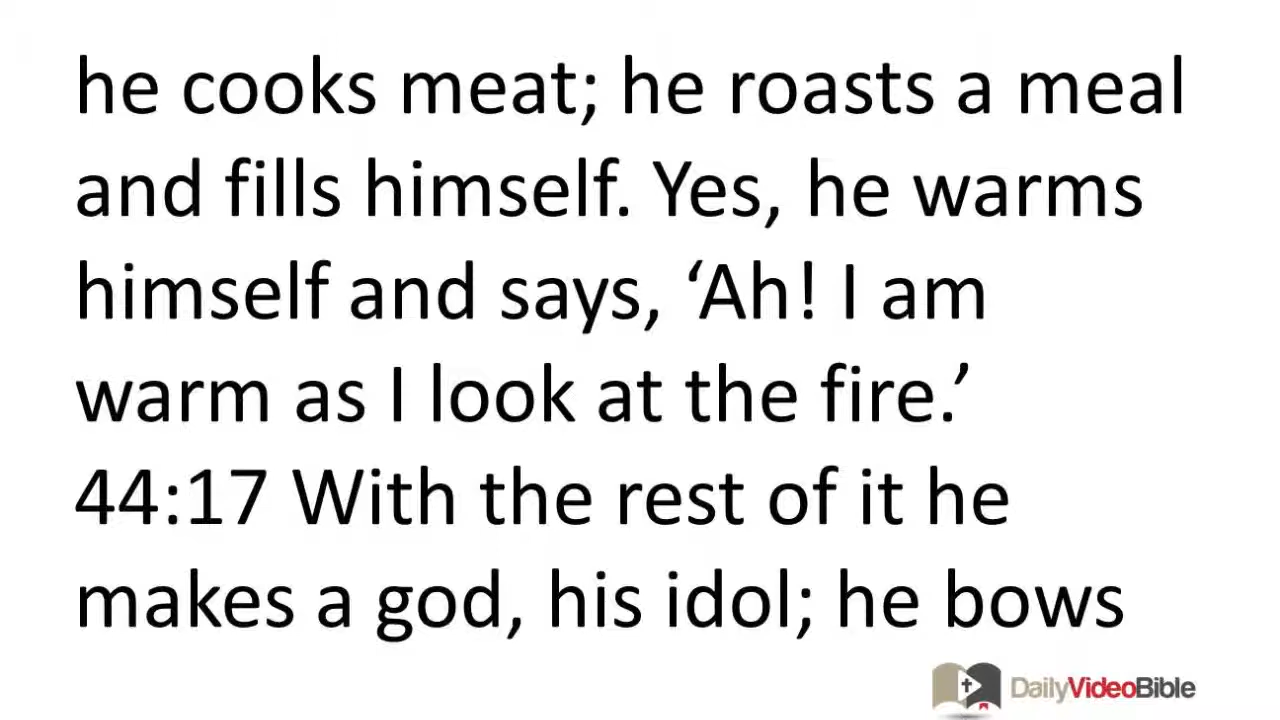 he cooks meat; he roasts a meal
and fills himself. Yes, he warms
himself and says, ‘Ah! I am
warm as I look at the fire.’
44:17 With the rest of it he
makes a god, his idol; he bows
DailyVideoBible